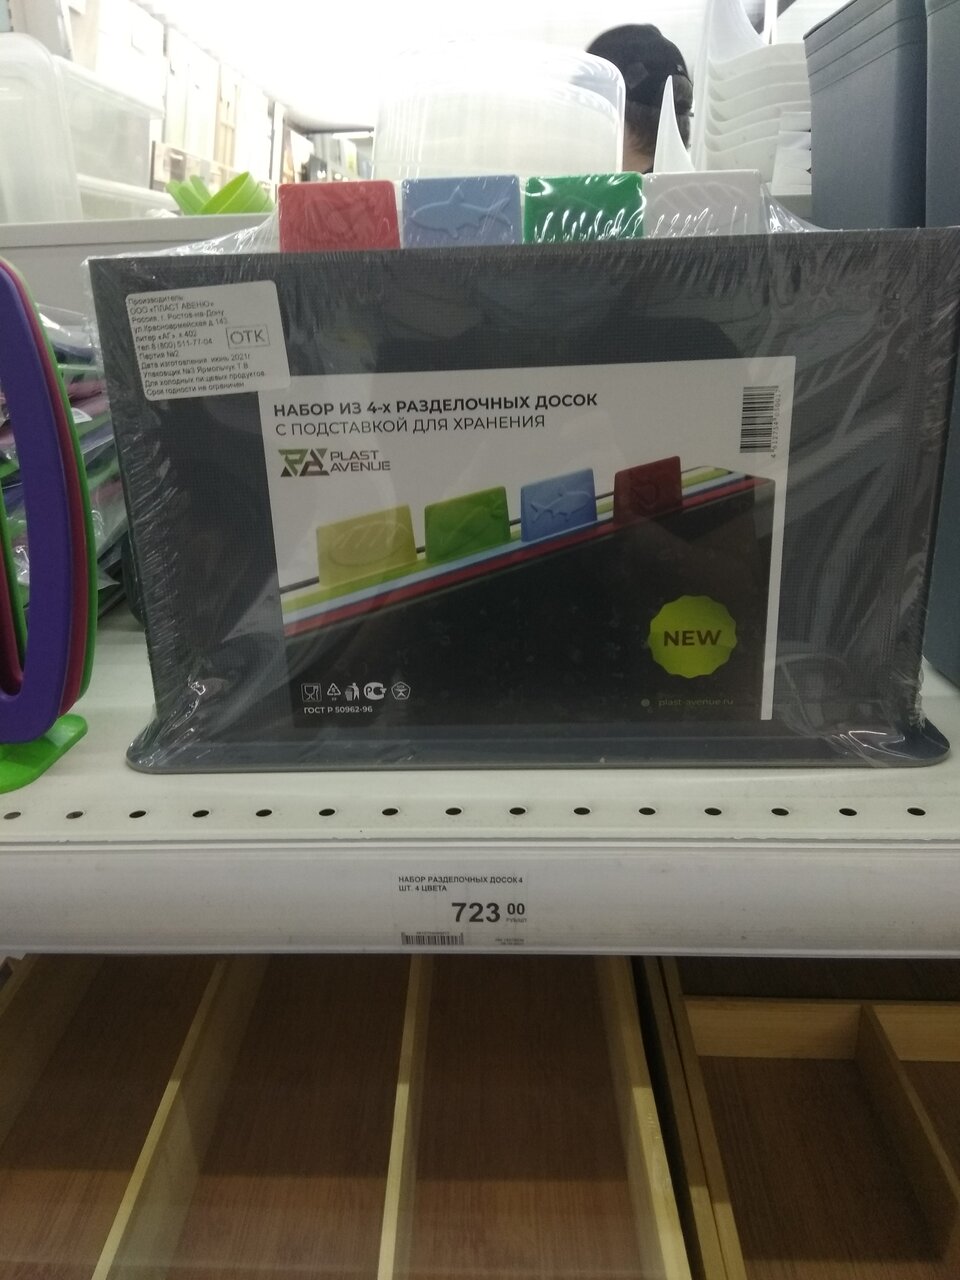 Производитель
ООО «ПЛАСТ АВЕНЮ»
Россия, г. Ростов-на-Дону
ул.Красноармейская д.143
литер «АГ», к.402
тел.8 (800) 511-77-04
Партия №2
Дата изготовления: июнь 2021г
Упаковщик №3 Ярмольчук Т.В.
Для холодных пищевых продуктов.
Срок годности не ограничен
ОТК
НАБОР ИЗ 4-х РАЗДЕЛОЧНЫХ ДОСОК
С ПОДСТАВКОЙ ДЛЯ ХРАНЕНИЯ
PLAST
AVENUE
NEW
ГОСТ Р 50962-96
plast-avenue.ru
НАБОР РАЗДЕЛОЧНЫХ ДОСОК 4
ШТ. 4 ЦВЕТА
723 00